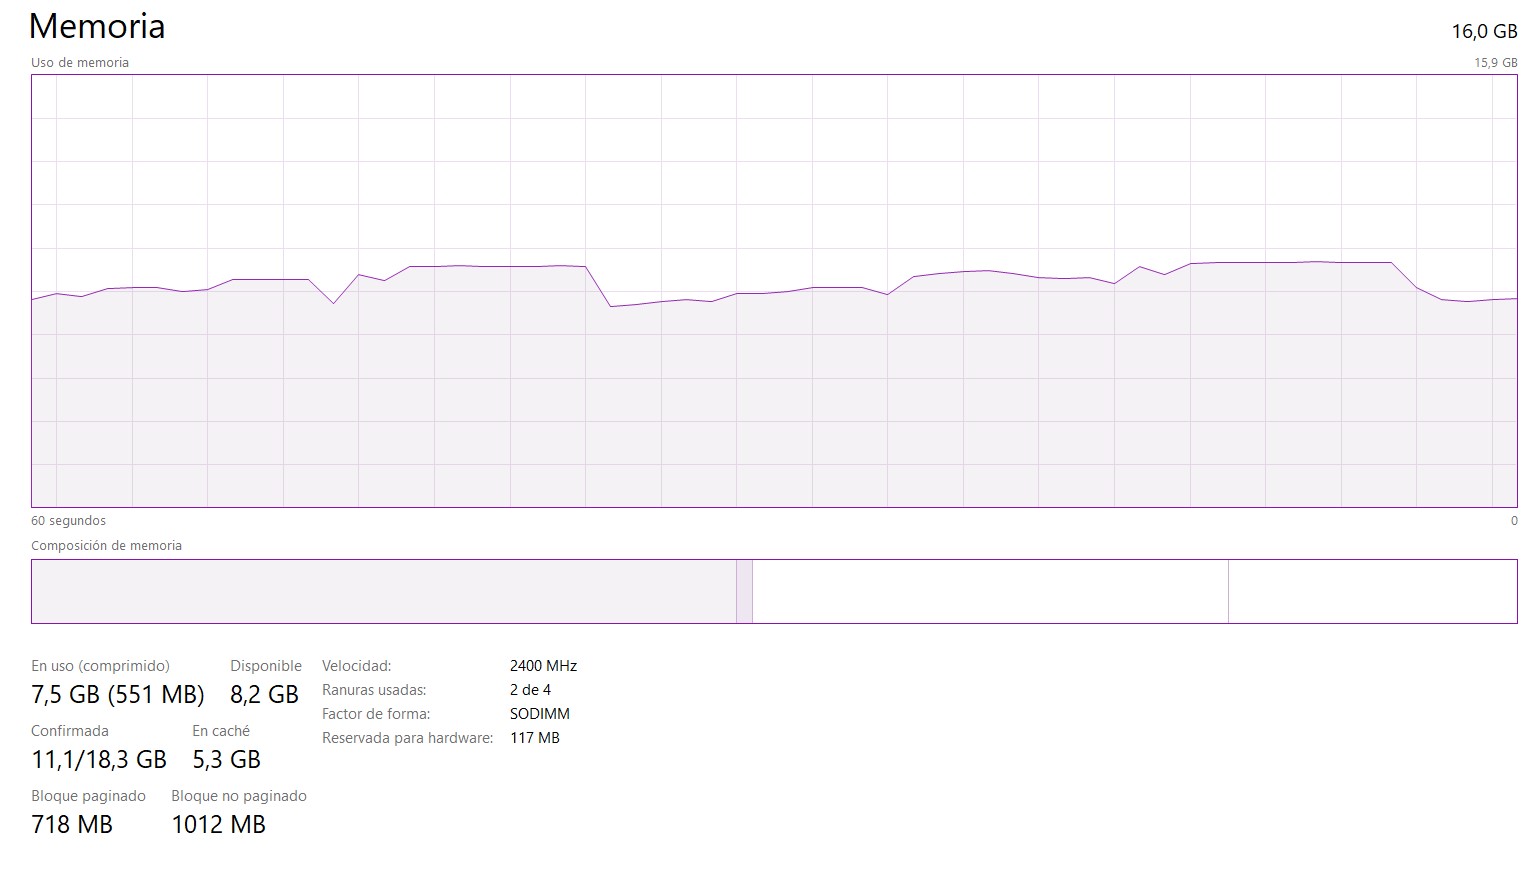 Memoria
16,0 GB
Uso de memoria
15,9 GB
60 segundos
0
Composición de memoria
En uso (comprimido)
7,5 GB (551 MB)
Disponible
8,2 GB
Confirmada
11,1/18,3 GB
En caché
5,3 GB
Bloque paginado
718 MB
Bloque no paginado
1012 MB
Velocidad: 2400 MHz
Ranuras usadas: 2 de 4
Factor de forma: SODIMM
Reservada para hardware: 117 MB